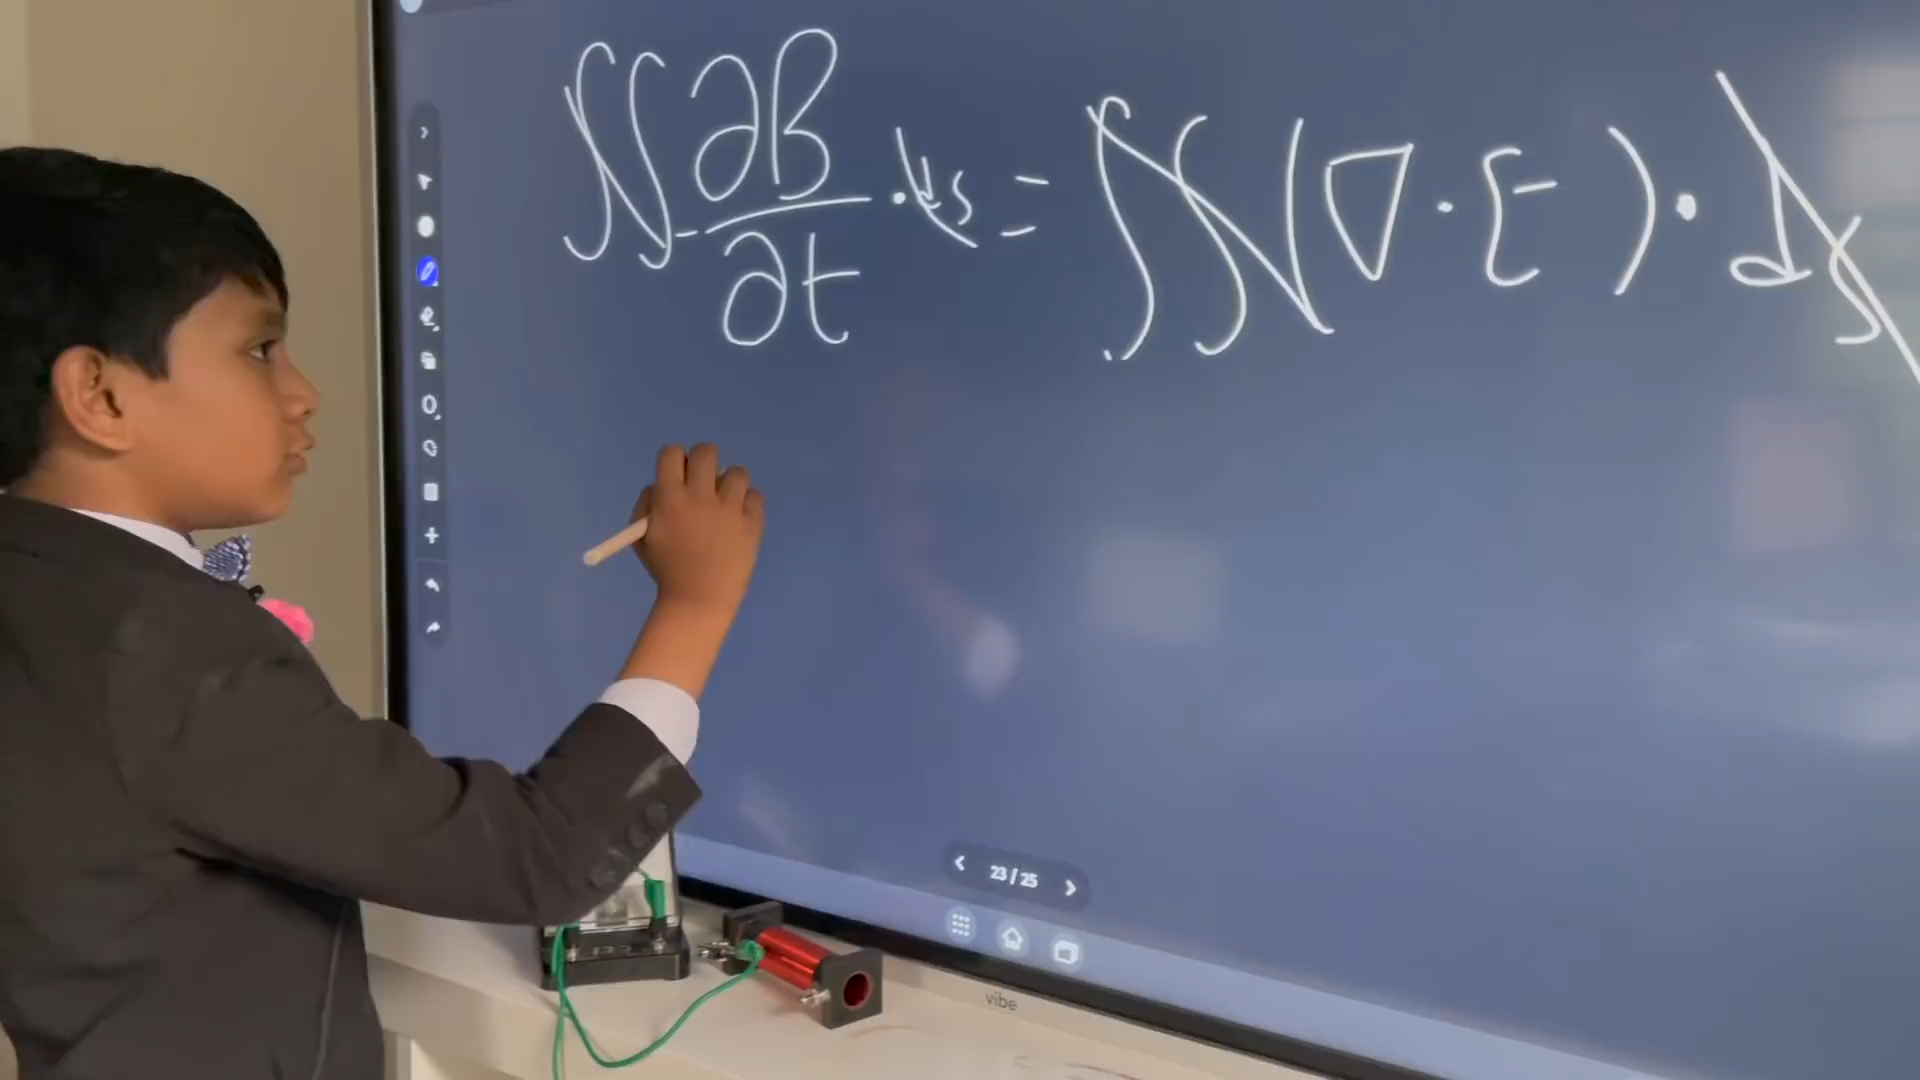 ∬ -∂B/∂t · ds = ∬ (∇ · E) · ds
23 / 25
vibe